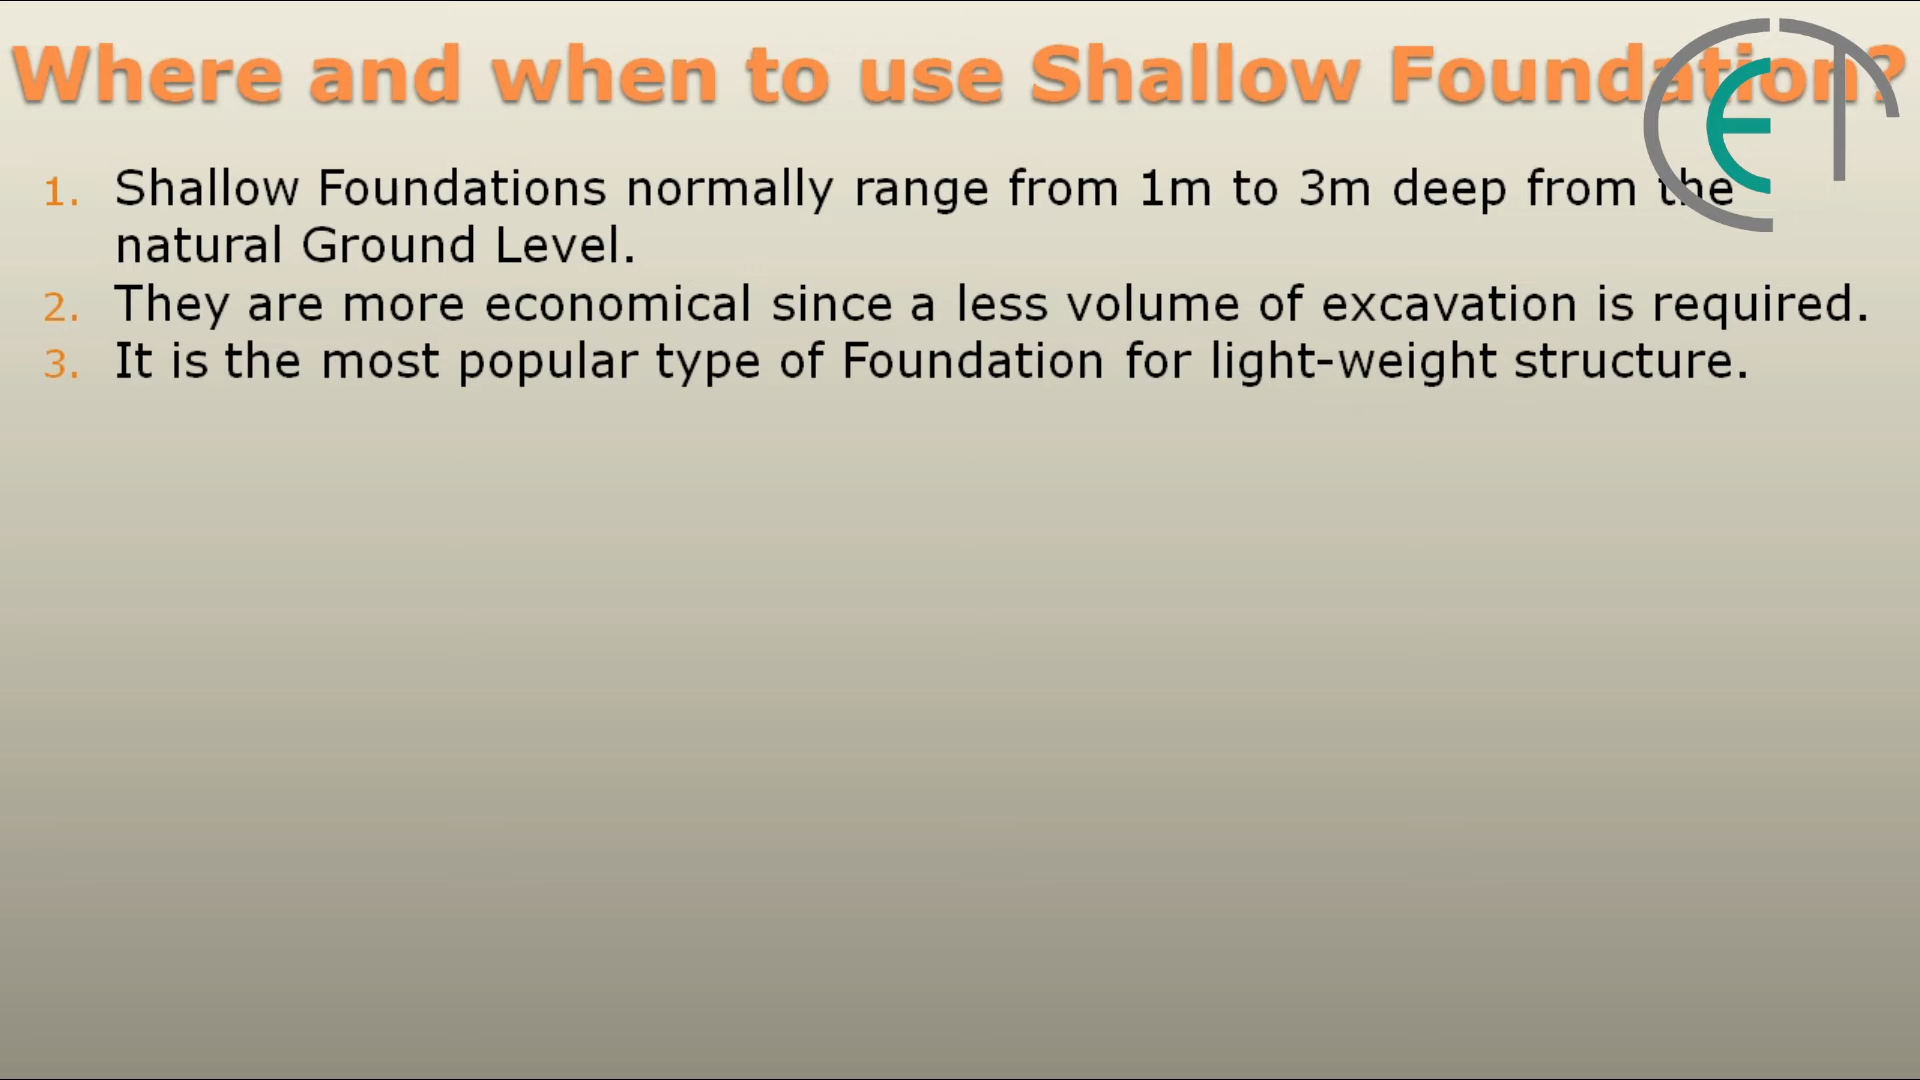 Where and when to use Shallow Foundation?
1. Shallow Foundations normally range from 1m to 3m deep from the
natural Ground Level.
2. They are more economical since a less volume of excavation is required.
3. It is the most popular type of Foundation for light-weight structure.
CET